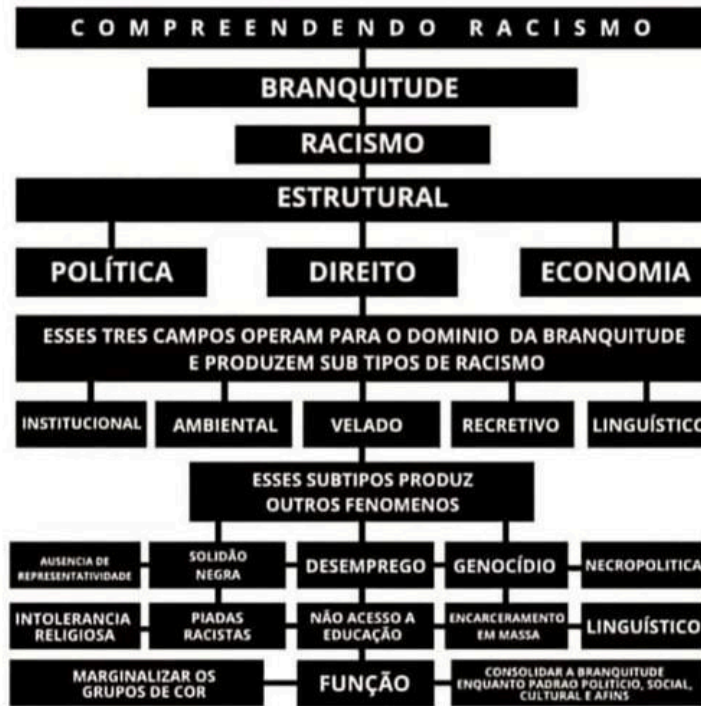 COMPREENDENDO RACISMO
BRANQUITUDE
RACISMO
ESTRUTURAL
POLÍTICA
DIREITO
ECONOMIA
ESSES TRES CAMPOS OPERAM PARA O DOMINIO DA BRANQUITUDE
E PRODUZEM SUB TIPOS DE RACISMO
INSTITUCIONAL
AMBIENTAL
VELADO
RECRETIVO
LINGUÍSTICO
ESSES SUBTIPOS PRODUZ
OUTROS FENOMENOS
AUSENCIA DE
REPRESENTATIVIDADE
SOLIDÃO
NEGRA
DESEMPREGO
GENOCÍDIO
NECROPOLITICA
INTOLERANCIA
RELIGIOSA
PIADAS
RACISTAS
NÃO ACESSO A
EDUCAÇÃO
ENCARCERAMENTO
EM MASSA
LINGUÍSTICO
MARGINALIZAR OS
GRUPOS DE COR
FUNÇÃO
CONSOLIDAR A BRANQUITUDE
ENQUANTO PADRAO POLITICIO, SOCIAL,
CULTURAL E AFINS